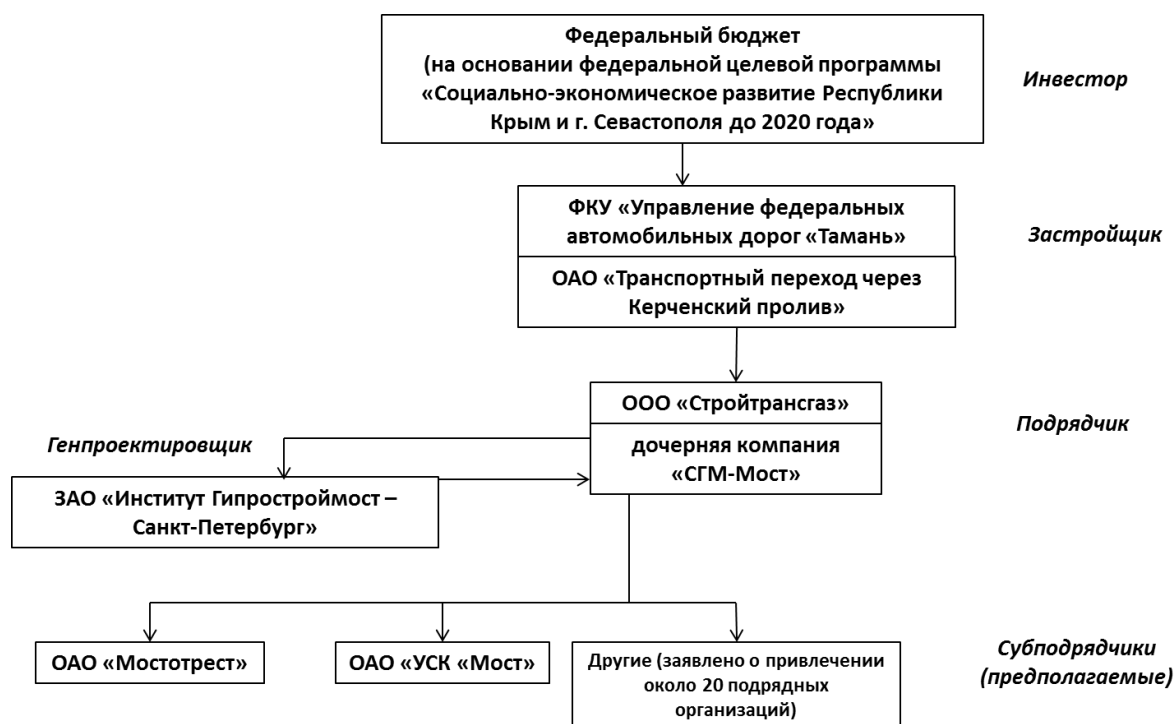 Федеральный бюджет
(на основании федеральной целевой программы
«Социально-экономическое развитие Республики
Крым и г. Севастополя до 2020 года»
Инвестор
ФКУ «Управление федеральных
автомобильных дорог «Тамань»
Застройщик
ОАО «Транспортный переход через
Керченский пролив»
ООО «Стройтрансгаз»
Подрядчик
дочерняя компания
«СГМ-Мост»
Генпроектировщик
ЗАО «Институт Гипростроймост –
Санкт-Петербург»
ОАО «Мостотрест»
ОАО «УСК «Мост»
Другие (заявлено о привлечении
около 20 подрядных
организаций)
Субподрядчики
(предполагаемые)